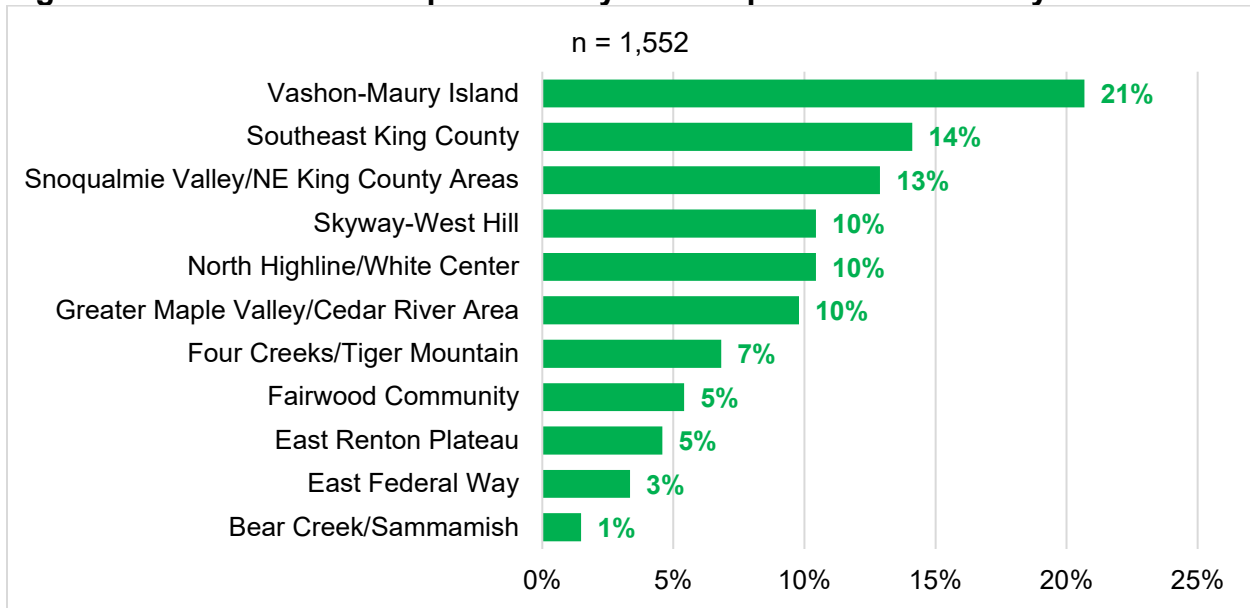 n = 1,552
Vashon-Maury Island 21%
Southeast King County 14%
Snoqualmie Valley/NE King County Areas 13%
Skyway-West Hill 10%
North Highline/White Center 10%
Greater Maple Valley/Cedar River Area 10%
Four Creeks/Tiger Mountain 7%
Fairwood Community 5%
East Renton Plateau 5%
East Federal Way 3%
Bear Creek/Sammamish 1%
0% 5% 10% 15% 20% 25%